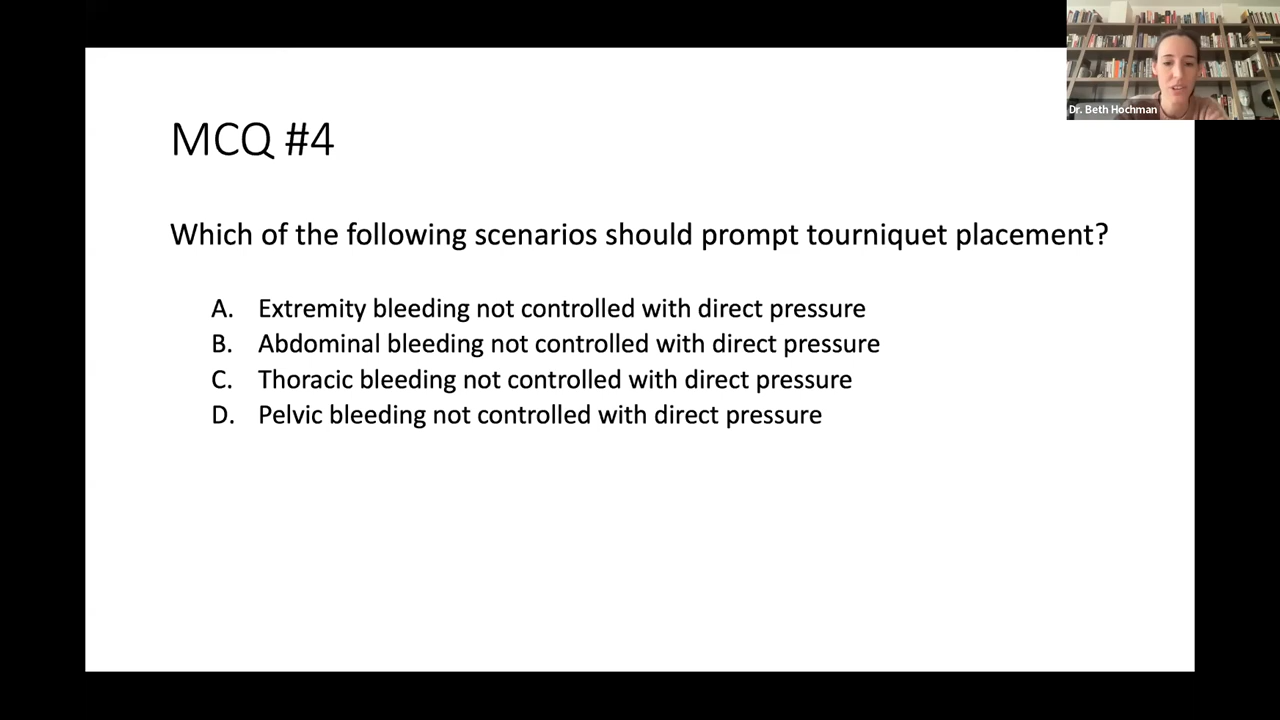 Dr. Beth Hochman
MCQ #4
Which of the following scenarios should prompt tourniquet placement?
A. Extremity bleeding not controlled with direct pressure
B. Abdominal bleeding not controlled with direct pressure
C. Thoracic bleeding not controlled with direct pressure
D. Pelvic bleeding not controlled with direct pressure